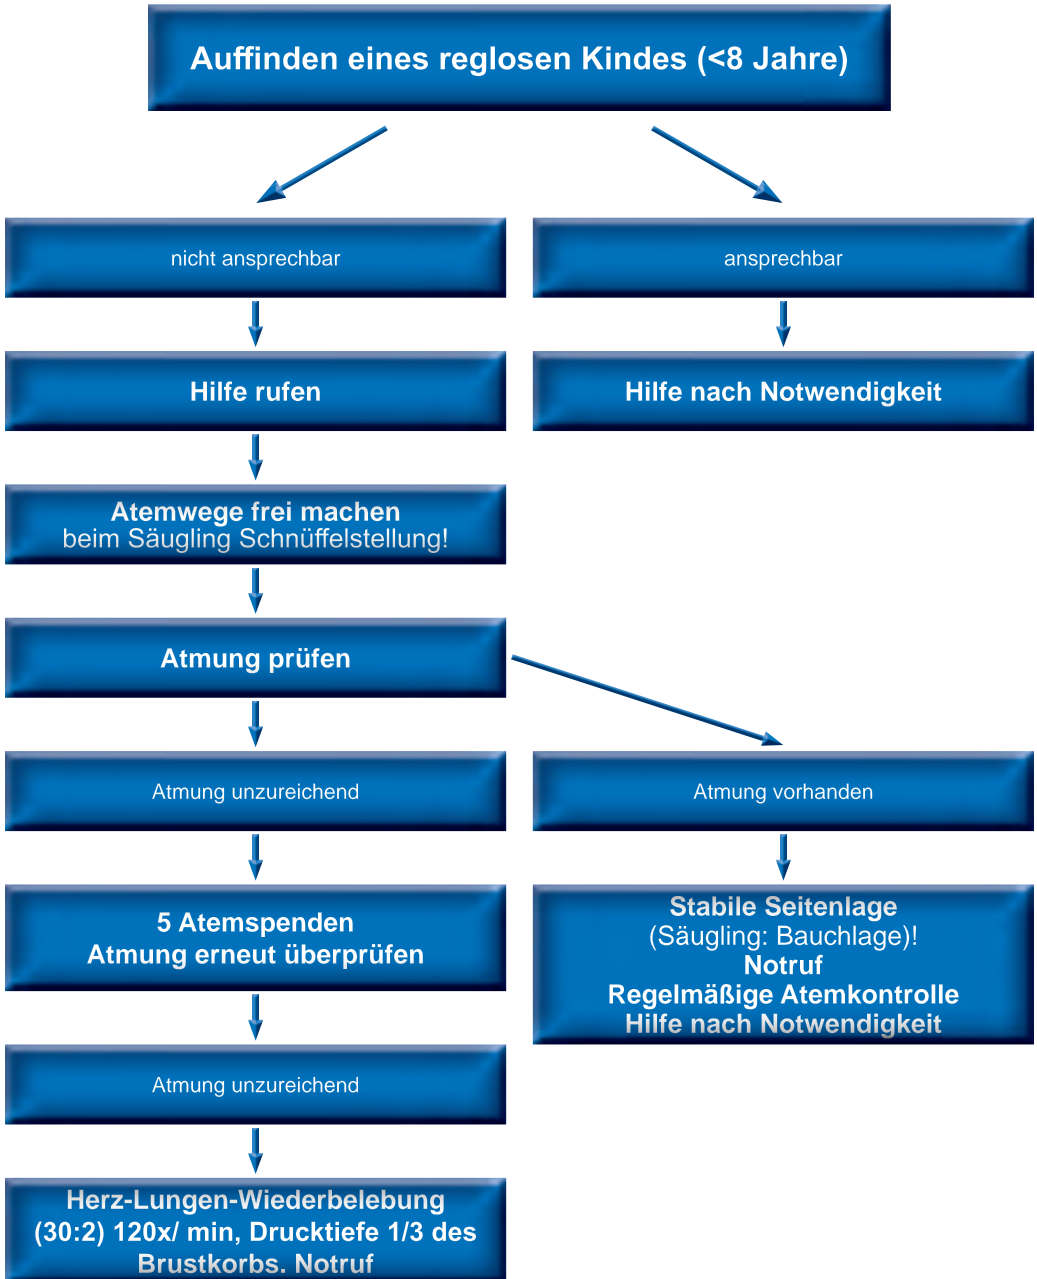 Auffinden eines reglosen Kindes (<8 Jahre)
nicht ansprechbar
ansprechbar
Hilfe rufen
Hilfe nach Notwendigkeit
Atemwege frei machen
beim Säugling Schnüffelstellung!
Atmung prüfen
Atmung unzureichend
Atmung vorhanden
5 Atemspenden
Atmung erneut überprüfen
Stabile Seitenlage
(Säugling: Bauchlage)!
Notruf
Regelmäßige Atemkontrolle
Hilfe nach Notwendigkeit
Atmung unzureichend
Herz-Lungen-Wiederbelebung
(30:2) 120x/ min, Drucktiefe 1/3 des
Brustkorbs. Notruf